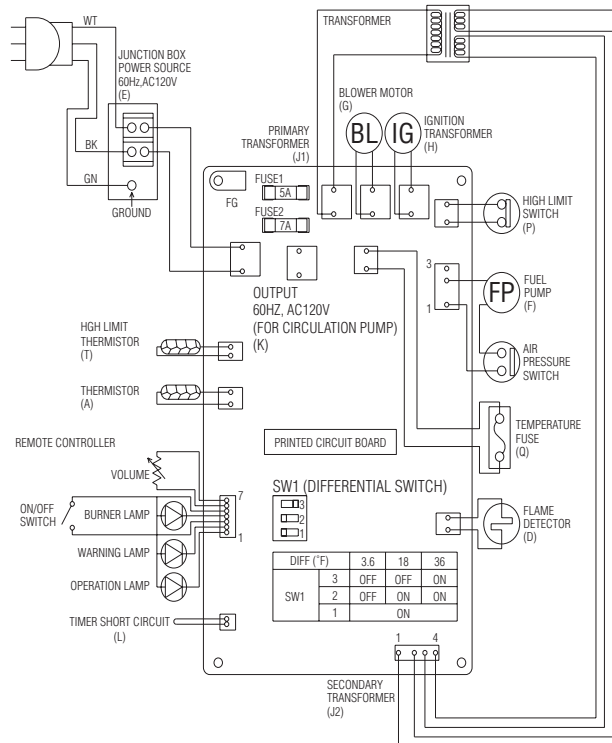 WT
TRANSFORMER
JUNCTION BOX
POWER SOURCE
60Hz,AC120V
(E)
BLOWER MOTOR
(G)
BL
IG
IGNITION
TRANSFORMER
(H)
PRIMARY
TRANSFORMER
(J1)
BK
GN
GROUND
FG
FUSE1
5A
FUSE2
7A
HIGH LIMIT
SWITCH
(P)
OUTPUT
60HZ, AC120V
(FOR CIRCULATION PUMP)
(K)
3
1
FP
FUEL
PUMP
(F)
AIR
PRESSURE
SWITCH
HGH LIMIT
THERMISTOR
(T)
THERMISTOR
(A)
TEMPERATURE
FUSE
(Q)
REMOTE CONTROLLER
PRINTED CIRCUIT BOARD
VOLUME
ON/OFF
SWITCH
BURNER LAMP
WARNING LAMP
OPERATION LAMP
7
1
SW1 (DIFFERENTIAL SWITCH)
3
2
1
FLAME
DETECTOR
(D)
DIFF (°F) 3.6 18 36
SW1 3 OFF OFF ON
2 OFF ON ON
1 ON
TIMER SHORT CIRCUIT
(L)
1 4
SECONDARY
TRANSFORMER
(J2)